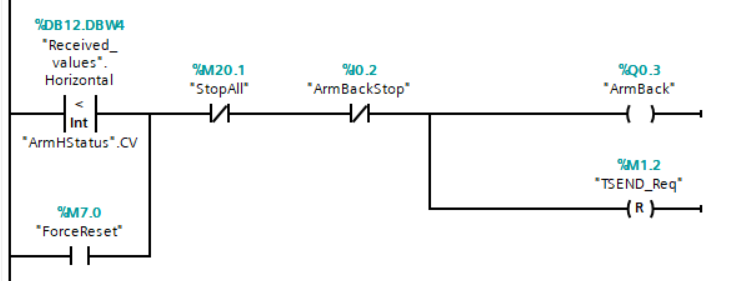 %DB12.DBW4
"Received_
values".
Horizontal
<
Int
"ArmHStatus".CV
%M20.1
"StopAll"
%I0.2
"ArmBackStop"
%Q0.3
"ArmBack"
%M1.2
"TSEND_Req"
R
%M7.0
"ForceReset"